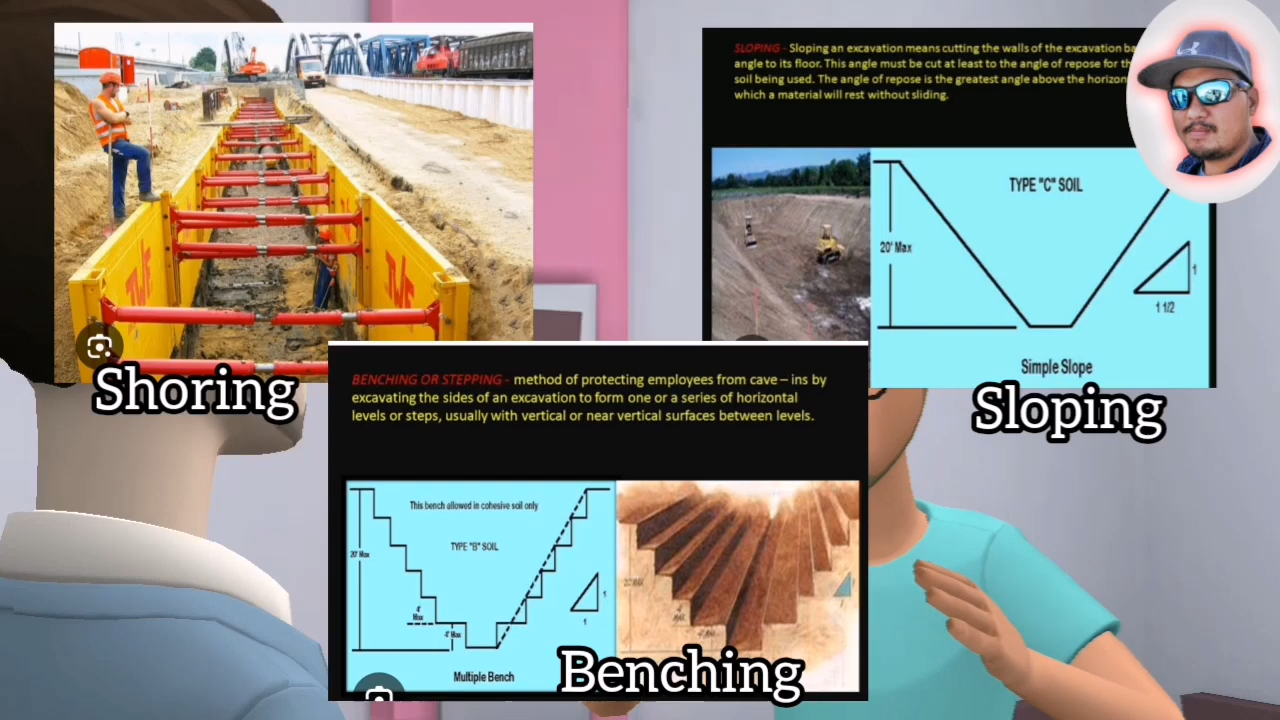 Shoring
SLOPING - Sloping an excavation means cutting the walls of the excavation
angle to its floor. This angle must be cut at least to the angle of repose for
soil being used. The angle of repose is the greatest angle above the
which a material will rest without sliding.
TYPE "C" SOIL
20' Max
1
1 1/2
Simple Slope
Sloping
BENCHING OR STEPPING - method of protecting employees from cave – ins by
excavating the sides of an excavation to form one or a series of horizontal
levels or steps, usually with vertical or near vertical surfaces between levels.
This bench allowed in cohesive soil only
TYPE "B" SOIL
20' Max
4'
Max
4' Max
1
1
Multiple Bench
Benching